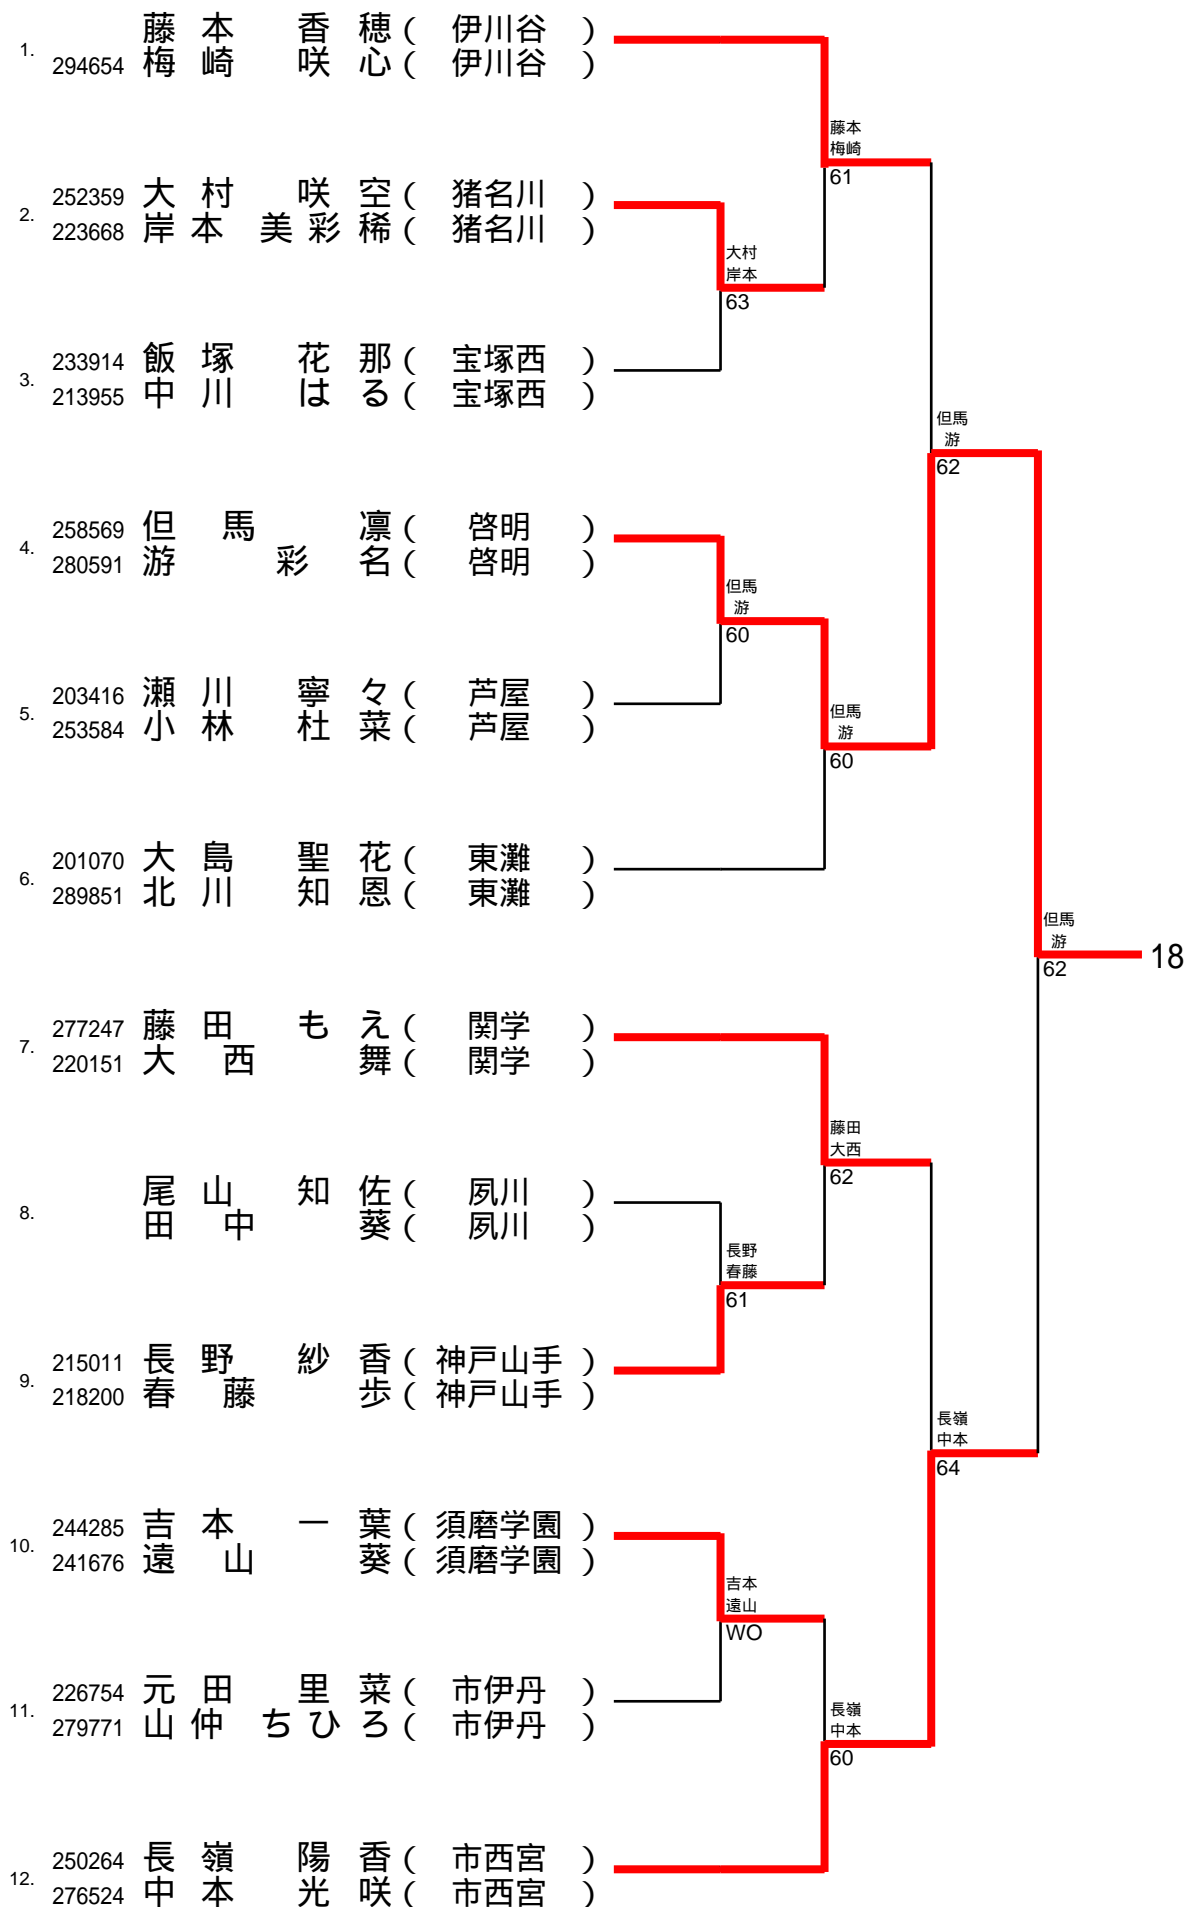 1. 藤本 香穂 ( 伊川谷 )
294654 梅崎 咲心 ( 伊川谷 )
藤本
梅崎
61
2. 252359 大村 咲空 ( 猪名川 )
223668 岸本 美彩稀 ( 猪名川 )
大村
岸本
63
3. 233914 飯塚 花那 ( 宝塚西 )
213955 中川 はる ( 宝塚西 )
但馬
游
62
4. 258569 但馬 凛 ( 啓明 )
280591 游 彩名 ( 啓明 )
但馬
游
60
5. 203416 瀬川 寧々 ( 芦屋 )
253584 小林 杜菜 ( 芦屋 )
但馬
游
60
6. 201070 大島 聖花 ( 東灘 )
289851 北川 知恩 ( 東灘 )
但馬
游
62
18
7. 277247 藤田 もえ ( 関学 )
220151 大西 舞 ( 関学 )
藤田
大西
62
8. 尾山 知佐 ( 夙川 )
田中 葵 ( 夙川 )
長野
春藤
61
9. 215011 長野 紗香 ( 神戸山手 )
218200 春藤 歩 ( 神戸山手 )
長嶺
中本
64
10. 244285 吉本 一葉 ( 須磨学園 )
241676 遠山 葵 ( 須磨学園 )
吉本
遠山
WO
11. 226754 元田 里菜 ( 市伊丹 )
279771 山仲 ちひろ ( 市伊丹 )
長嶺
中本
60
12. 250264 長嶺 陽香 ( 市西宮 )
276524 中本 光咲 ( 市西宮 )